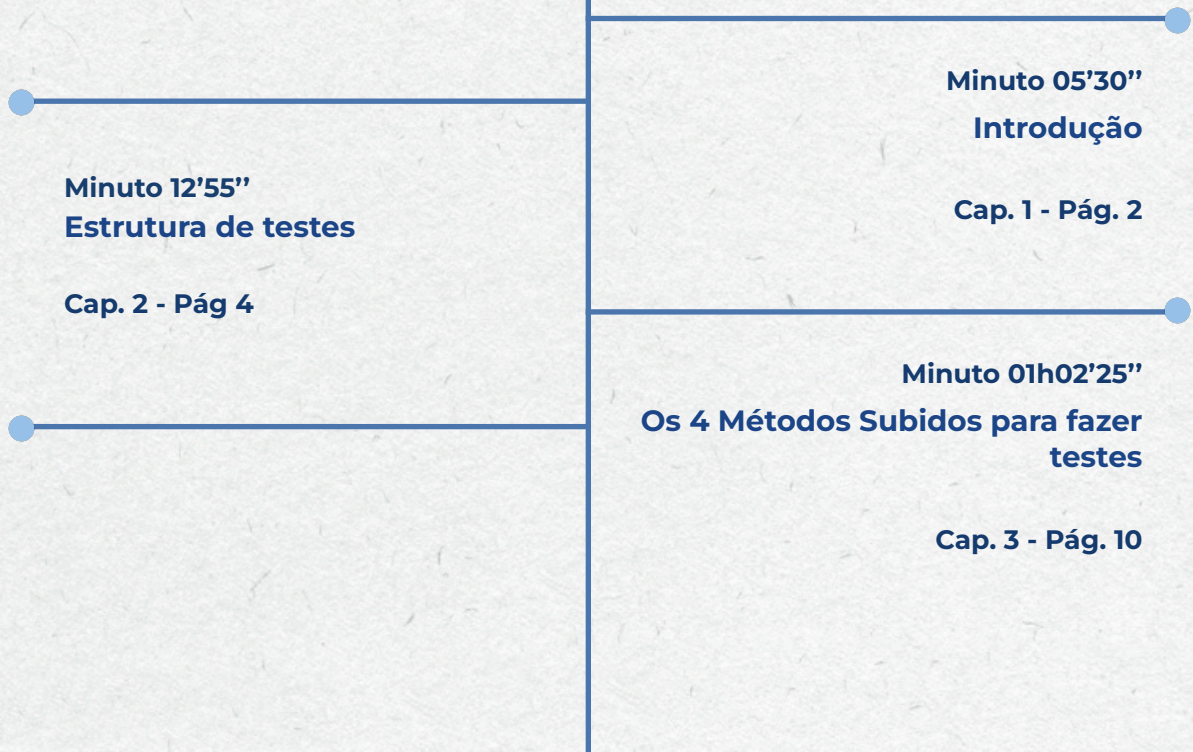 Minuto 05’30’’
Introdução
Cap. 1 - Pág. 2
Minuto 12’55’’
Estrutura de testes
Cap. 2 - Pág 4
Minuto 01h02’25’’
Os 4 Métodos Subidos para fazer
testes
Cap. 3 - Pág. 10